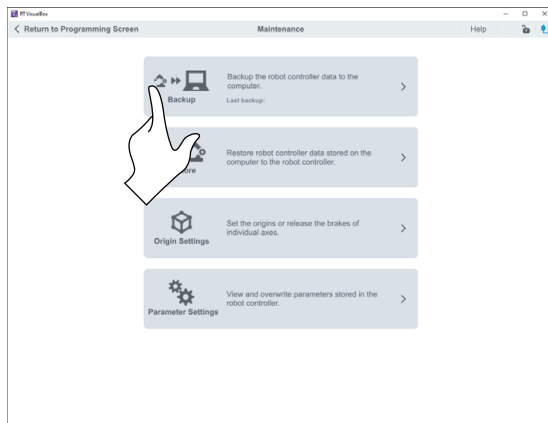 RT VisualBox
Return to Programming Screen
Maintenance
Help
Backup
Backup the robot controller data to the
computer.
Last backup:
Restore robot controller data stored on the
computer to the robot controller.
Origin Settings
Set the origins or release the brakes of
individual axes.
Parameter Settings
View and overwrite parameters stored in the
robot controller.